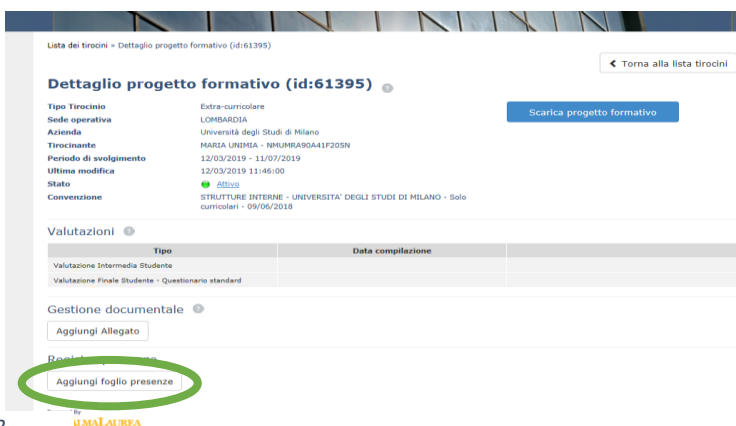 Lista dei tirocini » Dettaglio progetto formativo (id:61395)
Torna alla lista tirocini
Dettaglio progetto formativo (id:61395)
Tipo Tirocinio Extra-curricolare
Scarica progetto formativo
Sede operativa LOMBARDIA
Azienda Università degli Studi di Milano
Tirocinante MARIA UNIMIA - NMUMRA90A41F205N
Periodo di svolgimento 12/03/2019 - 11/07/2019
Ultima modifica 12/03/2019 11:46:00
Stato Attivo
Convenzione STRUTTURE INTERNE - UNIVERSITA' DEGLI STUDI DI MILANO - Solo
curricolari - 09/06/2018
Valutazioni
Tipo Data compilazione
Valutazione Intermedia Studente
Valutazione Finale Studente - Questionario standard
Gestione documentale
Aggiungi Allegato
Aggiungi foglio presenze
By
ALMALAUREA